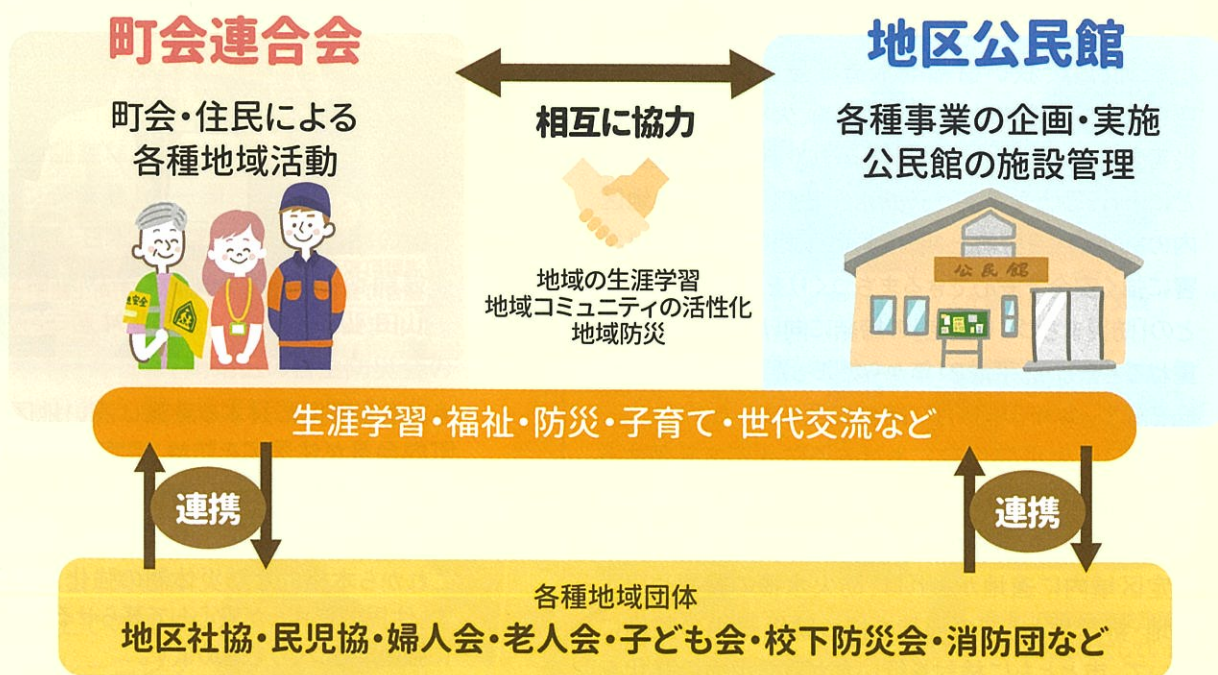 町会連合会
町会・住民による
各種地域活動
相互に協力
地域の生涯学習
地域コミュニティの活性化
地域防災
地区公民館
各種事業の企画・実施
公民館の施設管理
公民館
安全
生涯学習・福祉・防災・子育て・世代交流など
連携
連携
各種地域団体
地区社協・民児協・婦人会・老人会・子ども会・校下防災会・消防団など